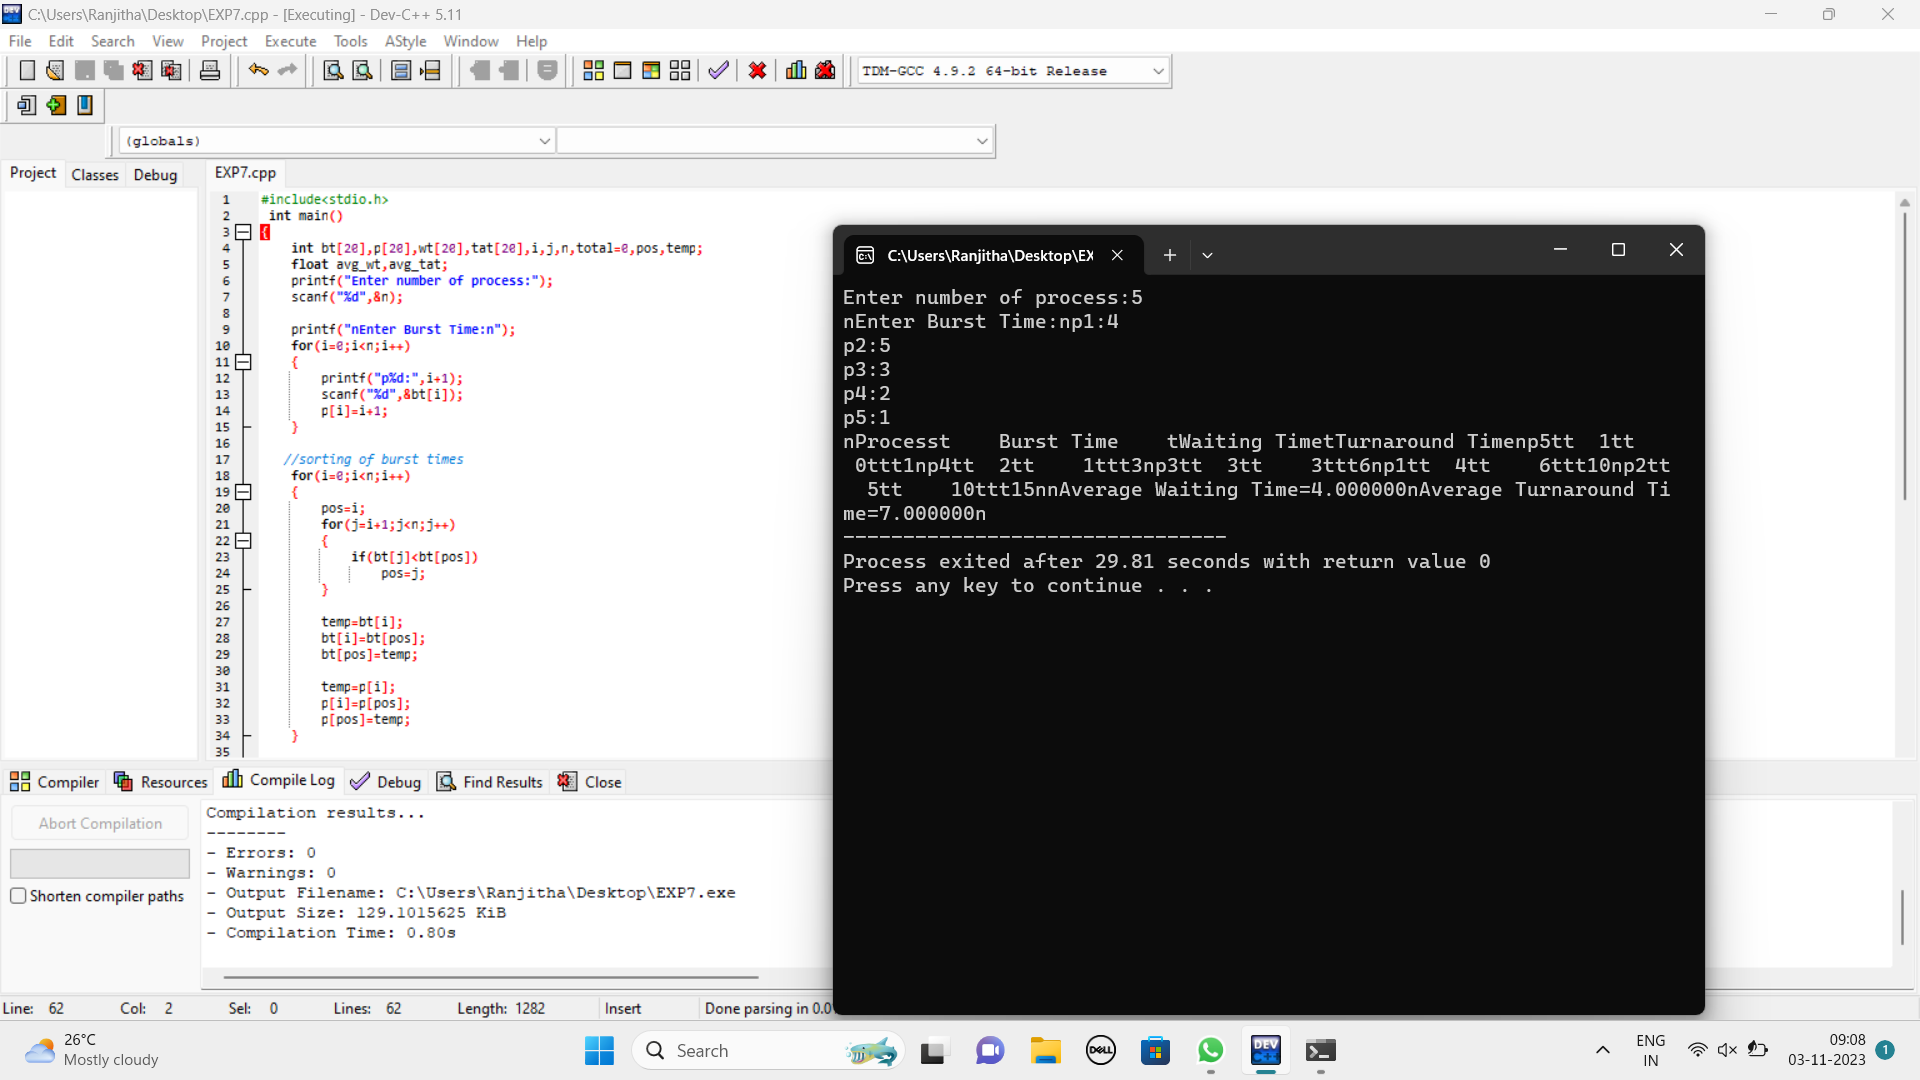 C:\Users\Ranjitha\Desktop\EXP7.cpp - [Executing] - Dev-C++ 5.11
File Edit Search View Project Execute Tools AStyle Window Help
TDM-GCC 4.9.2 64-bit Release
(globals)
Project Classes Debug
EXP7.cpp
1 #include<stdio.h>
2 int main()
3 {
4 int bt[20],p[20],wt[20],tat[20],i,j,n,total=0,pos,temp;
5 float avg_wt,avg_tat;
6 printf("Enter number of process:");
7 scanf("%d",&n);
8
9 printf("nEnter Burst Time:n");
10 for(i=0;i<n;i++)
11 {
12 printf("p%d:",i+1);
13 scanf("%d",&bt[i]);
14 p[i]=i+1;
15 }
16
17 //sorting of burst times
18 for(i=0;i<n;i++)
19 {
20 pos=i;
21 for(j=i+1;j<n;j++)
22 {
23 if(bt[j]<bt[pos])
24 pos=j;
25 }
26
27 temp=bt[i];
28 bt[i]=bt[pos];
29 bt[pos]=temp;
30
31 temp=p[i];
32 p[i]=p[pos];
33 p[pos]=temp;
34 }
35
C:\Users\Ranjitha\Desktop\EX
Enter number of process:5
nEnter Burst Time:np1:4
p2:5
p3:3
p4:2
p5:1
nProcesst    Burst Time    tWaiting TimetTurnaround Timenp5tt  1tt
 0ttt1np4tt  2tt    1ttt3np3tt  3tt    3ttt6np1tt  4tt    6ttt10np2tt
  5tt    10ttt15nnAverage Waiting Time=4.000000nAverage Turnaround Ti
me=7.000000n
--------------------------------
Process exited after 29.81 seconds with return value 0
Press any key to continue . . .
Compiler Resources Compile Log Debug Find Results Close
Abort Compilation
Shorten compiler paths
Compilation results...
--------
- Errors: 0
- Warnings: 0
- Output Filename: C:\Users\Ranjitha\Desktop\EXP7.exe
- Output Size: 129.1015625 KiB
- Compilation Time: 0.80s
Line: 62 Col: 2 Sel: 0 Lines: 62 Length: 1282 Insert Done parsing in 0.0
26°C
Mostly cloudy
Search
DELL
DEV
C++
ENG
IN
09:08
03-11-2023
1